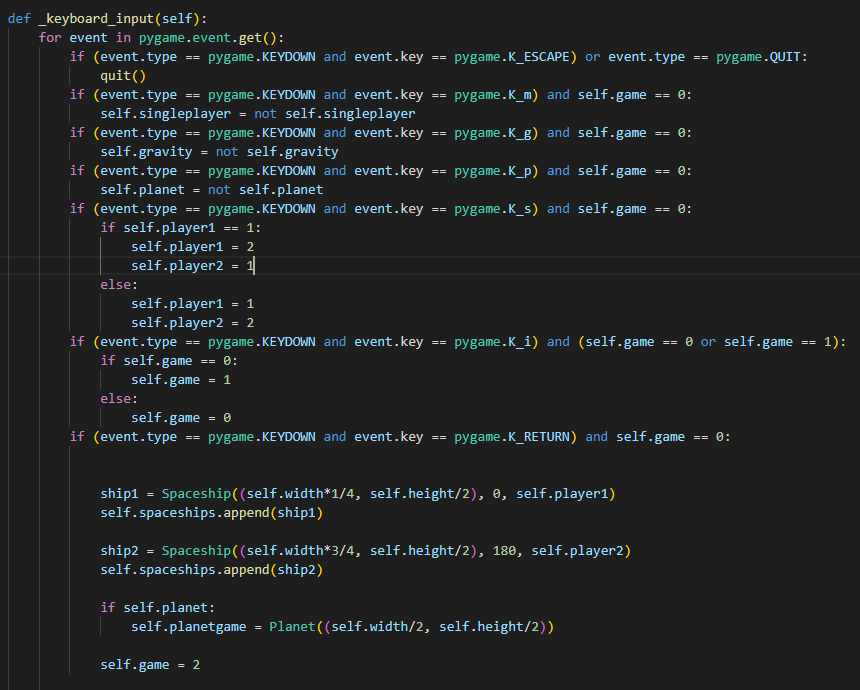 def _keyboard_input(self):
    for event in pygame.event.get():
        if (event.type == pygame.KEYDOWN and event.key == pygame.K_ESCAPE) or event.type == pygame.QUIT:
            quit()
        if (event.type == pygame.KEYDOWN and event.key == pygame.K_m) and self.game == 0:
            self.singleplayer = not self.singleplayer
        if (event.type == pygame.KEYDOWN and event.key == pygame.K_g) and self.game == 0:
            self.gravity = not self.gravity
        if (event.type == pygame.KEYDOWN and event.key == pygame.K_p) and self.game == 0:
            self.planet = not self.planet
        if (event.type == pygame.KEYDOWN and event.key == pygame.K_s) and self.game == 0:
            if self.player1 == 1:
                self.player1 = 2
                self.player2 = 1
            else:
                self.player1 = 1
                self.player2 = 2
        if (event.type == pygame.KEYDOWN and event.key == pygame.K_i) and (self.game == 0 or self.game == 1):
            if self.game == 0:
                self.game = 1
            else:
                self.game = 0
        if (event.type == pygame.KEYDOWN and event.key == pygame.K_RETURN) and self.game == 0:
            ship1 = Spaceship((self.width*1/4, self.height/2), 0, self.player1)
            self.spaceships.append(ship1)
            ship2 = Spaceship((self.width*3/4, self.height/2), 180, self.player2)
            self.spaceships.append(ship2)
            if self.planet:
                self.planetgame = Planet((self.width/2, self.height/2))
            self.game = 2